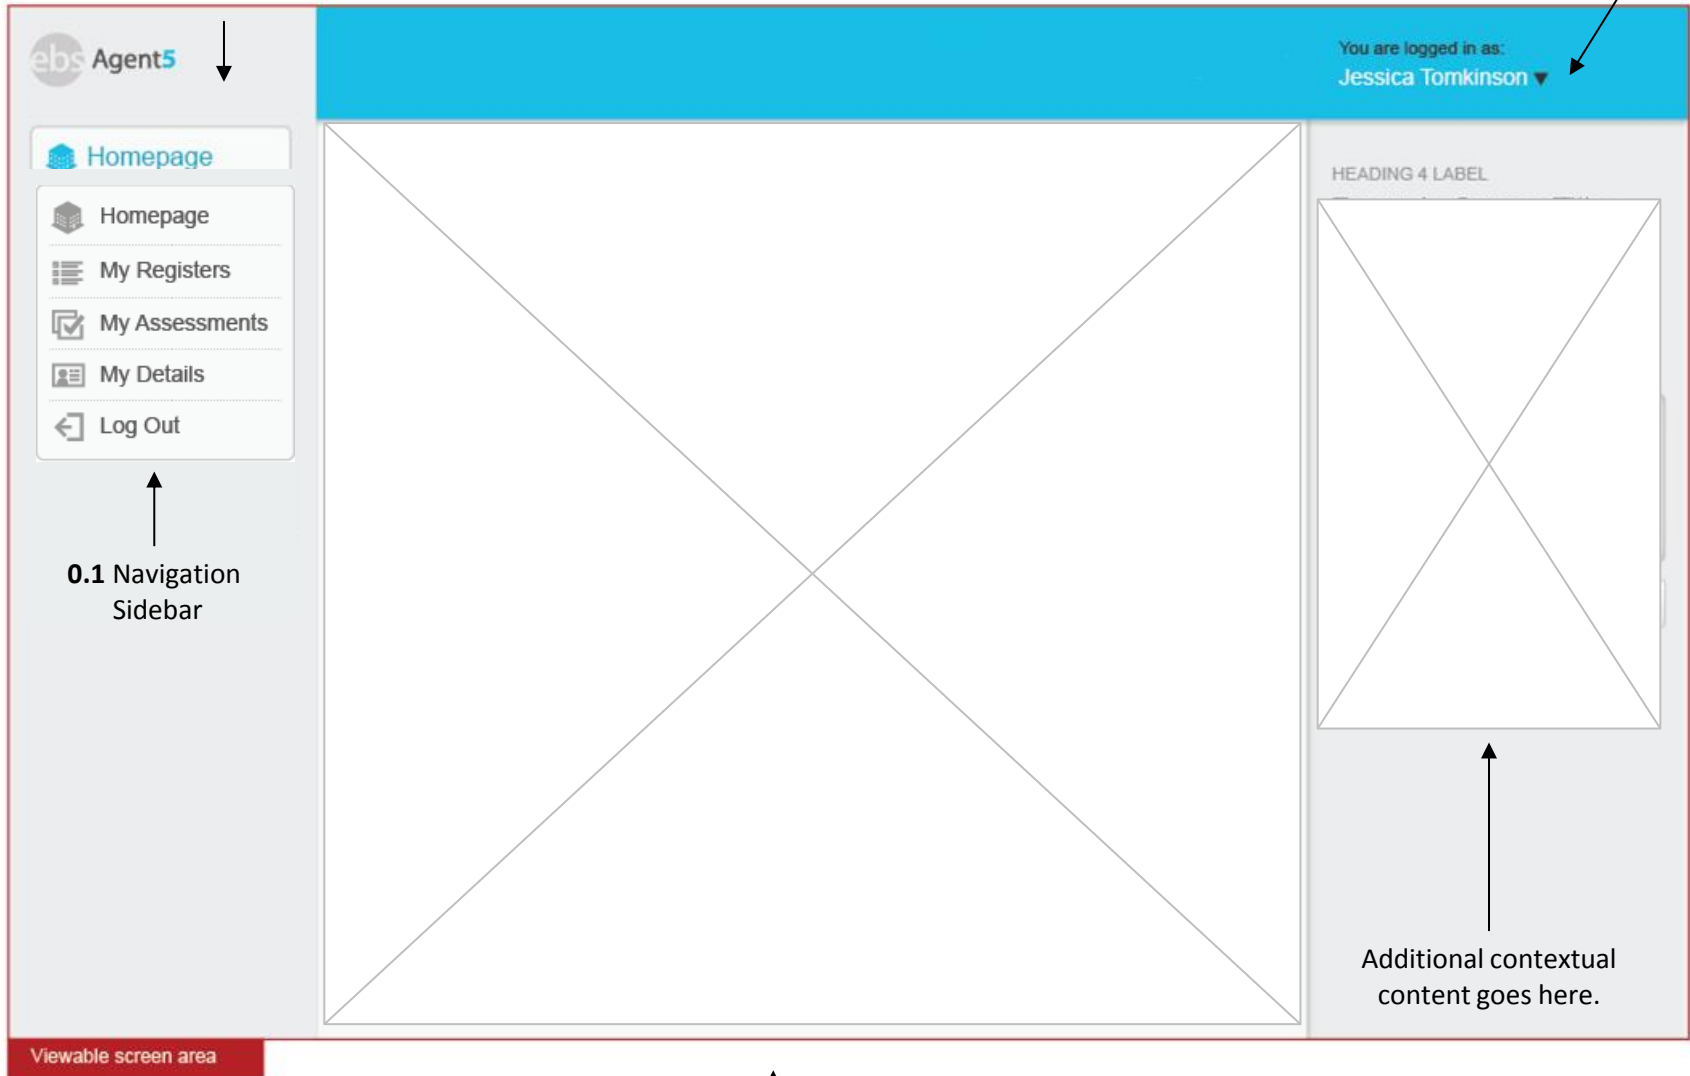 ebs Agent5
You are logged in as:
Jessica Tomkinson
Homepage
HEADING 4 LABEL
Homepage
My Registers
My Assessments
My Details
Log Out
0.1 Navigation
Sidebar
Additional contextual
content goes here.
Viewable screen area